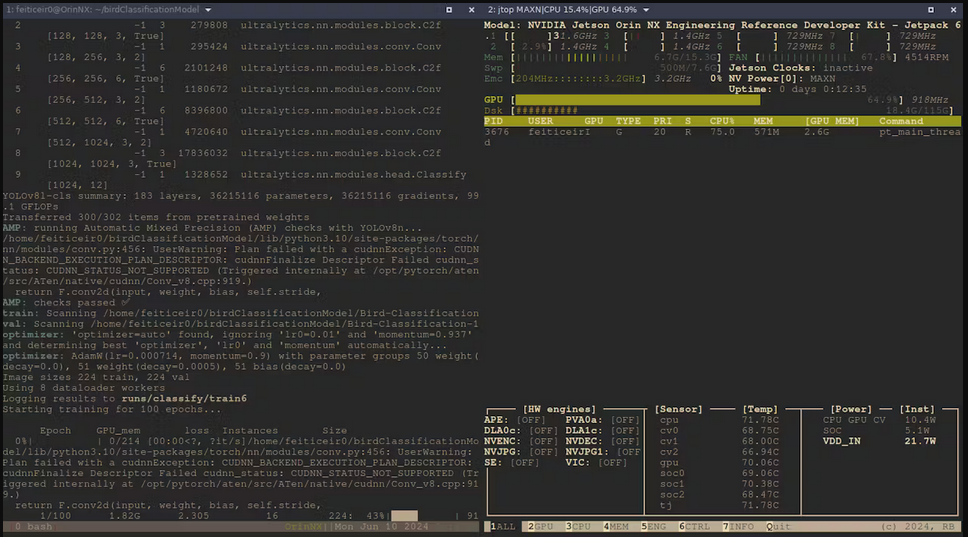 1: feiticeir0@OrinNX: ~/birdClassificationModel
2 -1 3 279808 ultralytics.nn.modules.block.C2f
[128, 128, 3, True]
3 -1 1 295424 ultralytics.nn.modules.conv.Conv
[128, 256, 3, 2]
4 -1 6 2101248 ultralytics.nn.modules.block.C2f
[256, 256, 6, True]
5 -1 1 1180672 ultralytics.nn.modules.conv.Conv
[256, 512, 3, 2]
6 -1 6 8396800 ultralytics.nn.modules.block.C2f
[512, 512, 6, True]
7 -1 1 4720640 ultralytics.nn.modules.conv.Conv
[512, 1024, 3, 2]
8 -1 3 17836032 ultralytics.nn.modules.block.C2f
[1024, 1024, 3, True]
9 -1 1 1328652 ultralytics.nn.modules.head.Classify
[1024, 12]
YOLOv8l-cls summary: 183 layers, 36215116 parameters, 36215116 gradients, 99
.1 GFLOPs
Transferred 300/302 items from pretrained weights
AMP: running Automatic Mixed Precision (AMP) checks with YOLOv8n...
/home/feiticeir0/birdClassificationModel/lib/python3.10/site-packages/torch/
nn/modules/conv.py:456: UserWarning: Plan failed with a cudnnException: CUDN
N_BACKEND_EXECUTION_PLAN_DESCRIPTOR: cudnnFinalize Descriptor Failed cudnn_s
tatus: CUDNN_STATUS_NOT_SUPPORTED (Triggered internally at /opt/pytorch/aten
/src/ATen/native/cudnn/Conv_v8.cpp:919.)
return F.conv2d(input, weight, bias, self.stride,
AMP: checks passed ✅
train: Scanning /home/feiticeir0/birdClassificationModel/Bird-Classification
val: Scanning /home/feiticeir0/birdClassificationModel/Bird-Classification-1
optimizer: 'optimizer=auto' found, ignoring 'lr0=0.01' and 'momentum=0.937'
and determining best 'optimizer', 'lr0' and 'momentum' automatically...
optimizer: AdamW(lr=0.000714, momentum=0.9) with parameter groups 50 weight(
decay=0.0), 51 weight(decay=0.0005), 51 bias(decay=0.0)
Image sizes 224 train, 224 val
Using 8 dataloader workers
Logging results to runs/classify/train6
Starting training for 100 epochs...
Epoch GPU_mem loss Instances Size
0%| | 0/214 [00:00<?, ?it/s]/home/feiticeir0/birdClassificationMo
del/lib/python3.10/site-packages/torch/nn/modules/conv.py:456: UserWarning:
Plan failed with a cudnnException: CUDNN_BACKEND_EXECUTION_PLAN_DESCRIPTOR:
cudnnFinalize Descriptor Failed cudnn_status: CUDNN_STATUS_NOT_SUPPORTED (Tr
iggered internally at /opt/pytorch/aten/src/ATen/native/cudnn/Conv_v8.cpp:91
9.)
return F.conv2d(input, weight, bias, self.stride,
1/100 1.82G 2.305 16 224: 43%| | 91
0 bash OrinNX| Mon Jun 10 2024
2: jtop MAXN|CPU 15.4%|GPU 64.9%
Model: NVIDIA Jetson Orin NX Engineering Reference Developer Kit - Jetpack 6
1.6GHz 3 [ ] 1.4GHz 5 [ ] 729MHz 7 [ ] 729MHz
2 [ 2.9%] 1.4GHz 4 [ ] 1.4GHz 6 [ ] 729MHz 8 [ ] 729MHz
Mem [ 6.7G/15.3G] FAN [ 67.8%] 4514RPM
Swp [ 500M/7.6G] Jetson Clocks: inactive
Emc [204MHz::::::::3.2GHz] 3.2GHz 0% NV Power[0]: MAXN
Uptime: 0 days 0:12:35
GPU [ 64.9%] 918MHz
Dsk [########## 18.4G/115G]
PID USER GPU TYPE PRI S CPU% MEM [GPU MEM] Command
3676 feiticeirI G 20 R 75.0 571M 2.6G pt_main_threa
d
[HW engines] [Sensor] [Temp] [Power] [Inst]
APE: [OFF] PVA0a: [OFF] cpu 71.78C CPU GPU CV 10.4W
DLA0c: [OFF] DLA1c: [OFF] cv0 68.75C SOC 5.1W
NVENC: [OFF] NVDEC: [OFF] cv1 68.00C VDD_IN 21.7W
NVJPG: [OFF] NVJPG1: [OFF] cv2 66.94C
SE: [OFF] VIC: [OFF] gpu 70.06C
soc0 69.06C
soc1 70.38C
soc2 68.47C
tj 71.78C
1ALL 2GPU 3CPU 4MEM 5ENG 6CTRL 7INFO Quit (c) 2024, RB